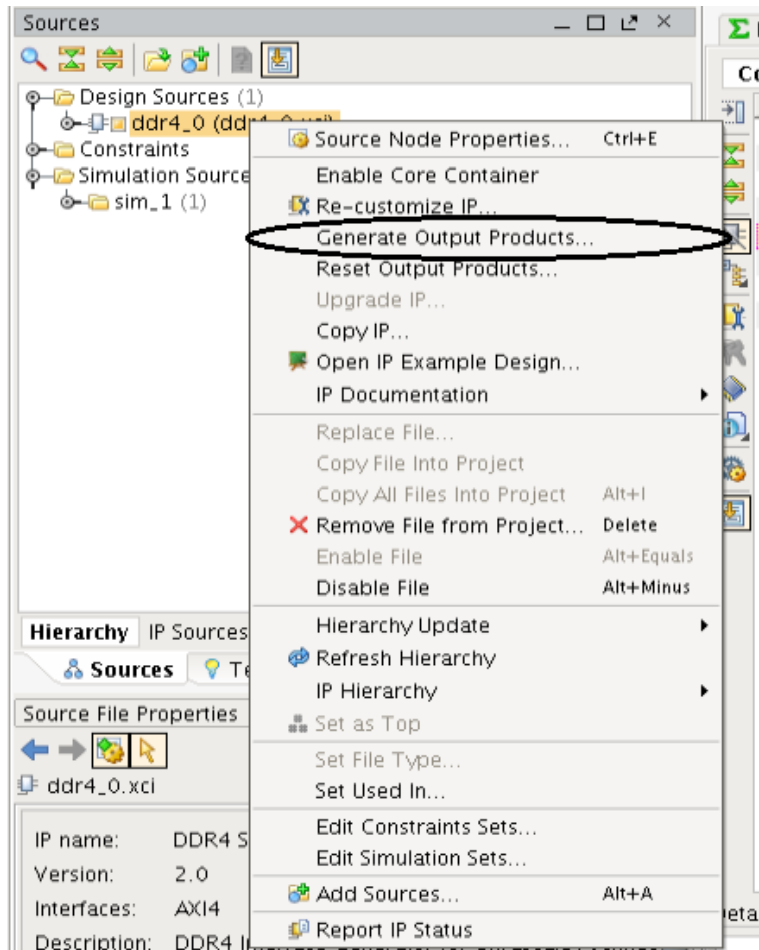 Sources
Design Sources (1)
ddr4_0 (ddr4_0.xci)
Constraints
Simulation Source
sim_1 (1)
Source Node Properties... Ctrl+E
Enable Core Container
Re-customize IP...
Generate Output Products...
Reset Output Products...
Upgrade IP...
Copy IP...
Open IP Example Design...
IP Documentation
Replace File...
Copy File Into Project
Copy All Files Into Project Alt+I
Remove File from Project... Delete
Enable File Alt+Equals
Disable File Alt+Minus
Hierarchy Update
Refresh Hierarchy
IP Hierarchy
Set as Top
Set File Type...
Set Used In...
Edit Constraints Sets...
Edit Simulation Sets...
Add Sources... Alt+A
Report IP Status
Hierarchy IP Sources
Sources Te
Source File Properties
ddr4_0.xci
IP name: DDR4 S
Version: 2.0
Interfaces: AXI4
Description: DDR4
Co
eta